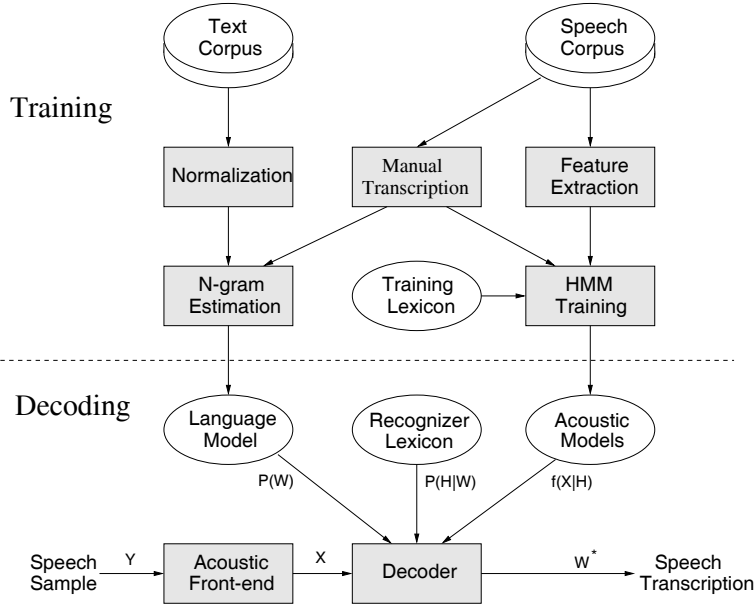 Text
Corpus
Speech
Corpus
Training
Normalization
Manual
Transcription
Feature
Extraction
N-gram
Estimation
Training
Lexicon
HMM
Training
Decoding
Language
Model
Recognizer
Lexicon
Acoustic
Models
P(W)
P(H|W)
f(X|H)
Speech
Sample
Y
Acoustic
Front-end
X
Decoder
W*
Speech
Transcription